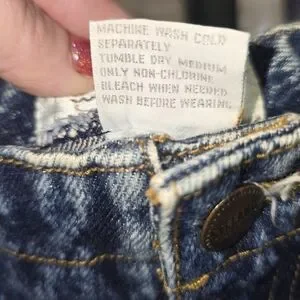 MACHINE WASH COLD
SEPARATELY
TUMBLE DRY MEDIUM
ONLY NON-CHLORINE
BLEACH WHEN NEEDED
WASH BEFORE WEARING